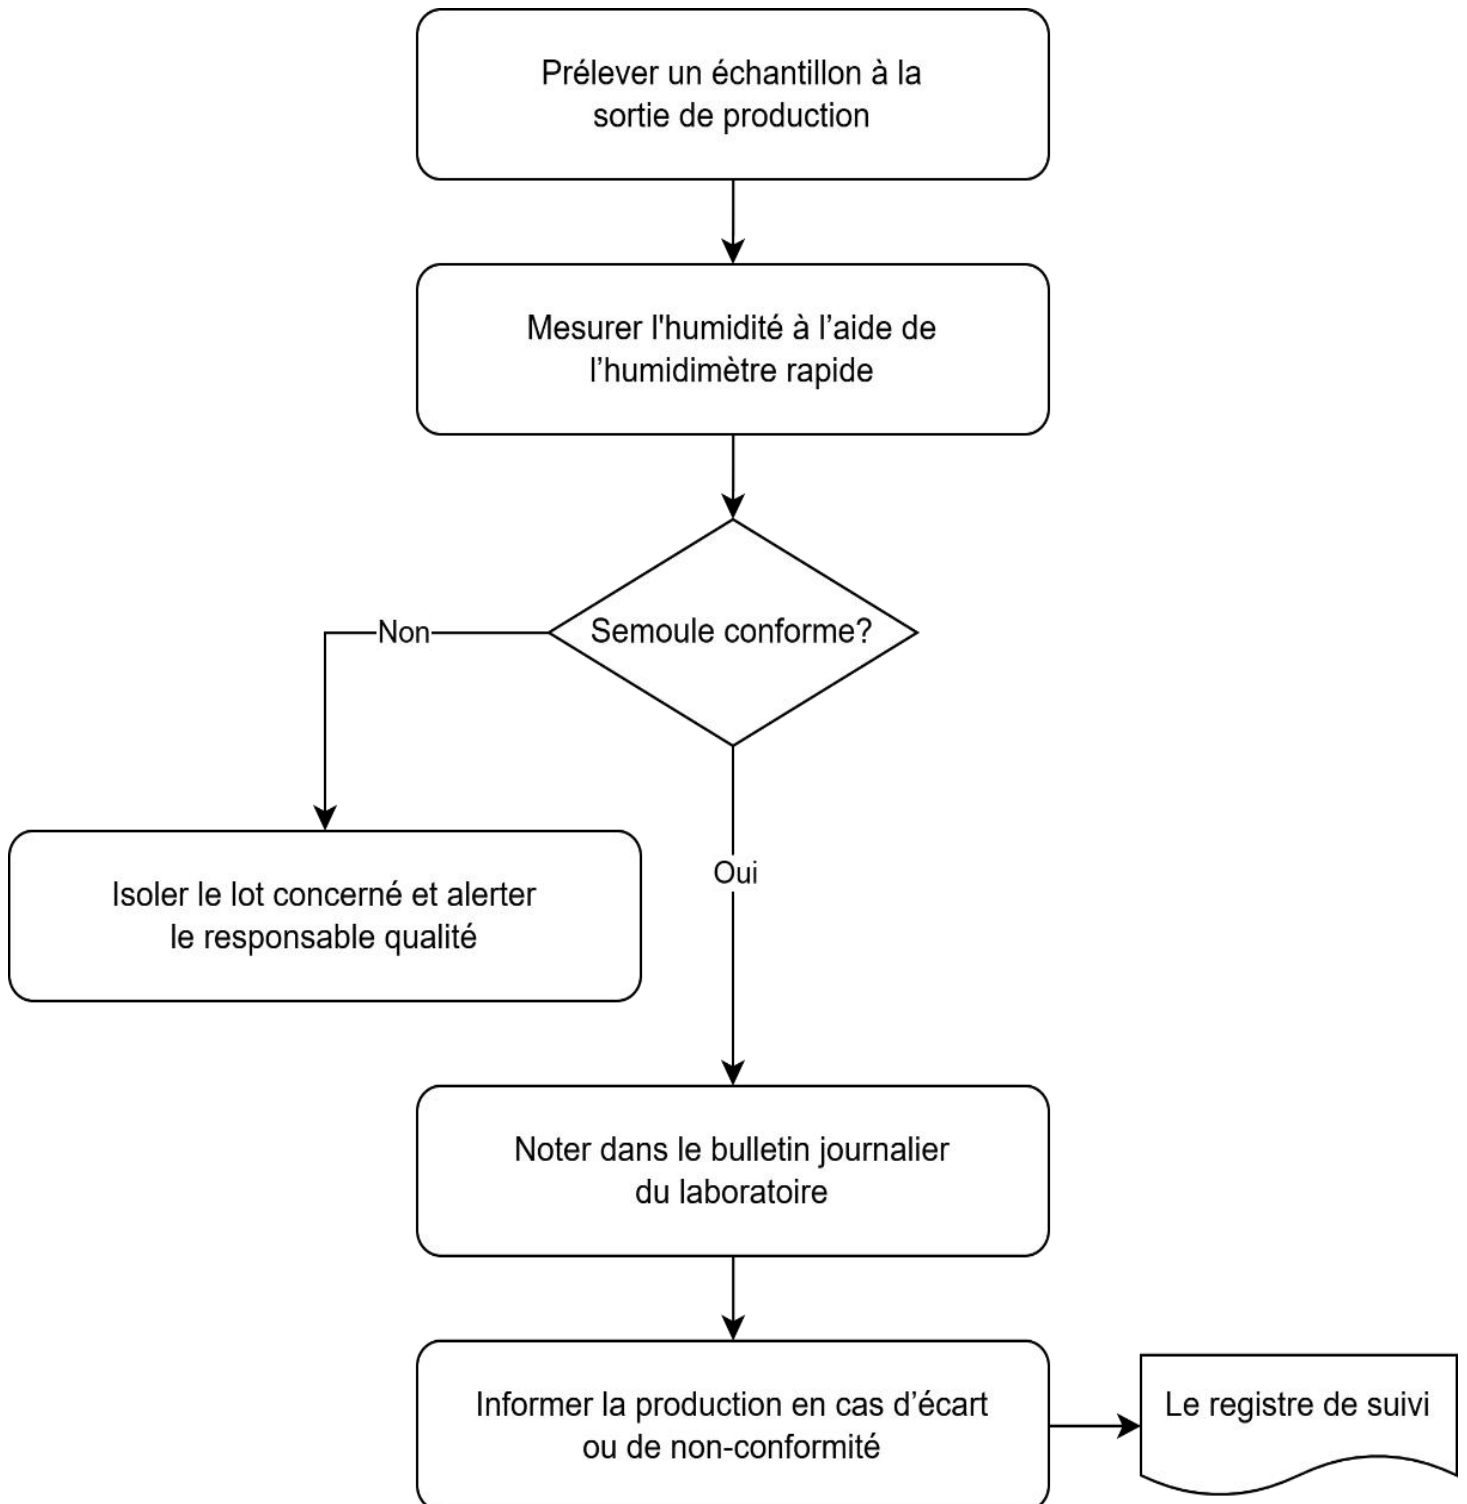 Prélever un échantillon à la
sortie de production
Mesurer l'humidité à l’aide de
l’humidimètre rapide
Semoule conforme?
Non
Isoler le lot concerné et alerter
le responsable qualité
Oui
Noter dans le bulletin journalier
du laboratoire
Informer la production en cas d’écart
ou de non-conformité
Le registre de suivi